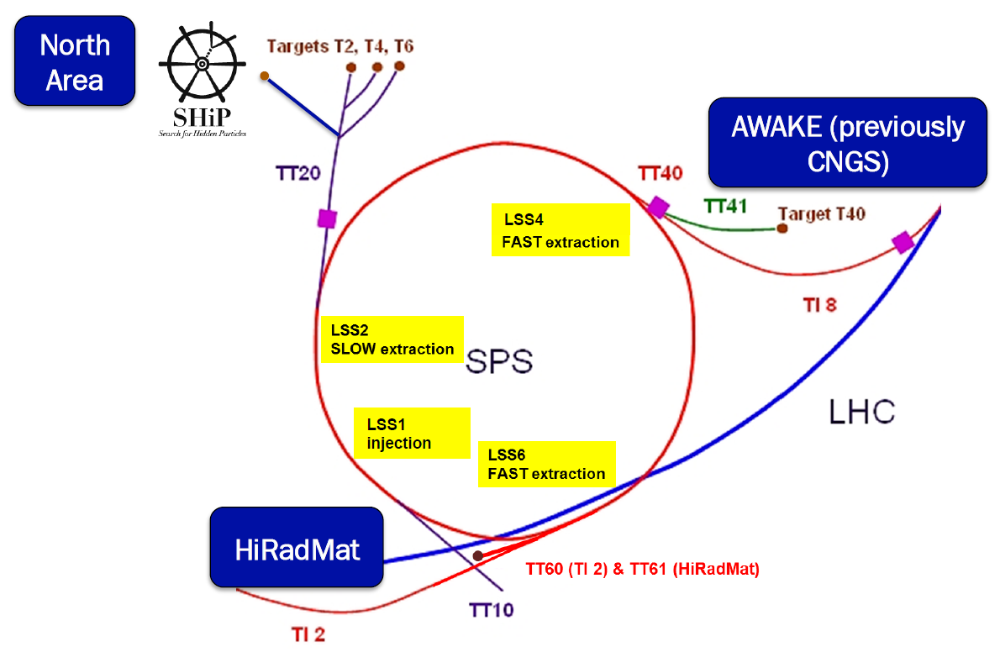 North
Area
SHiP
Search for Hidden Particles
Targets T2, T4, T6
AWAKE (previously
CNGS)
TT20
TT40
TT41
Target T40
LSS4
FAST extraction
TI 8
LSS2
SLOW extraction
SPS
LHC
LSS1
injection
LSS6
FAST extraction
HiRadMat
TT60 (TI 2) & TT61 (HiRadMat)
TT10
TI 2